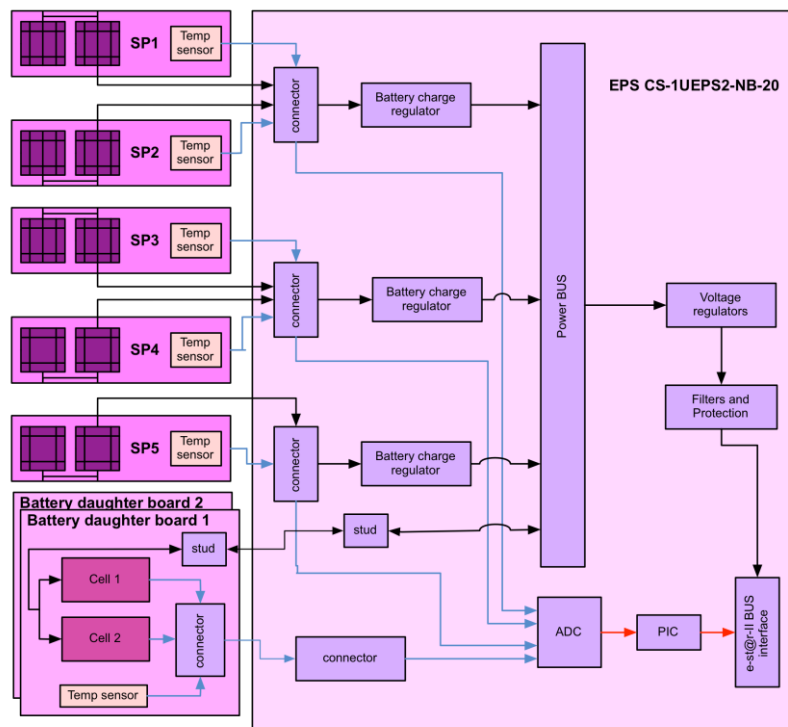 SP1
Temp
sensor
SP2
Temp
sensor
SP3
Temp
sensor
SP4
Temp
sensor
SP5
Temp
sensor
connector
Battery charge
regulator
connector
Battery charge
regulator
connector
Battery charge
regulator
Power BUS
EPS CS-1UEPS2-NB-20
Voltage
regulators
Filters and
Protection
Battery daughter board 2
Battery daughter board 1
stud
stud
Cell 1
Cell 2
connector
Temp sensor
connector
ADC
PIC
e-st@r-II BUS
interface